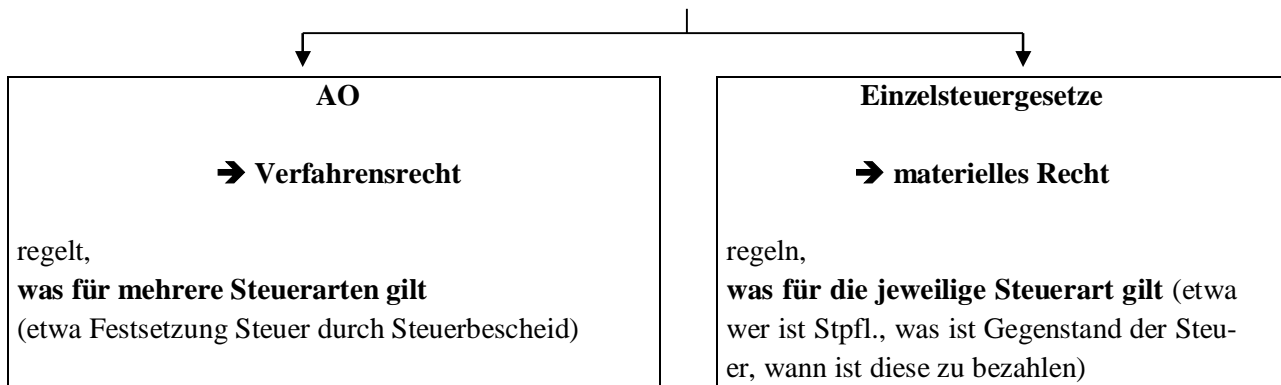 AO
➔ Verfahrensrecht
regelt,
was für mehrere Steuerarten gilt
(etwa Festsetzung Steuer durch Steuerbescheid)
Einzelsteuergesetze
➔ materielles Recht
regeln,
was für die jeweilige Steuerart gilt (etwa
wer ist Stpfl., was ist Gegenstand der Steu-
er, wann ist diese zu bezahlen)